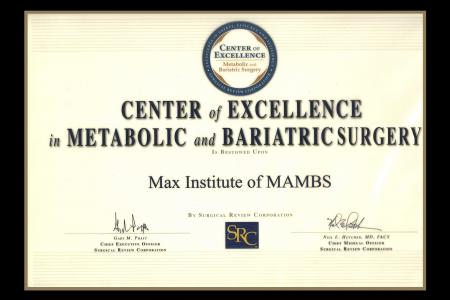 CENTER OF
EXCELLENCE
Metabolic and
Bariatric Surgery
CENTER of EXCELLENCE
in METABOLIC and BARIATRIC SURGERY
IS BESTOWED UPON
Max Institute of MAMBS
BY SURGICAL REVIEW CORPORATION
SRC
GARY M. PRATT
CHIEF EXECUTIVE OFFICER
SURGICAL REVIEW CORPORATION
NEIL E. HUTCHER, MD, FACS
CHIEF MEDICAL OFFICER
SURGICAL REVIEW CORPORATION